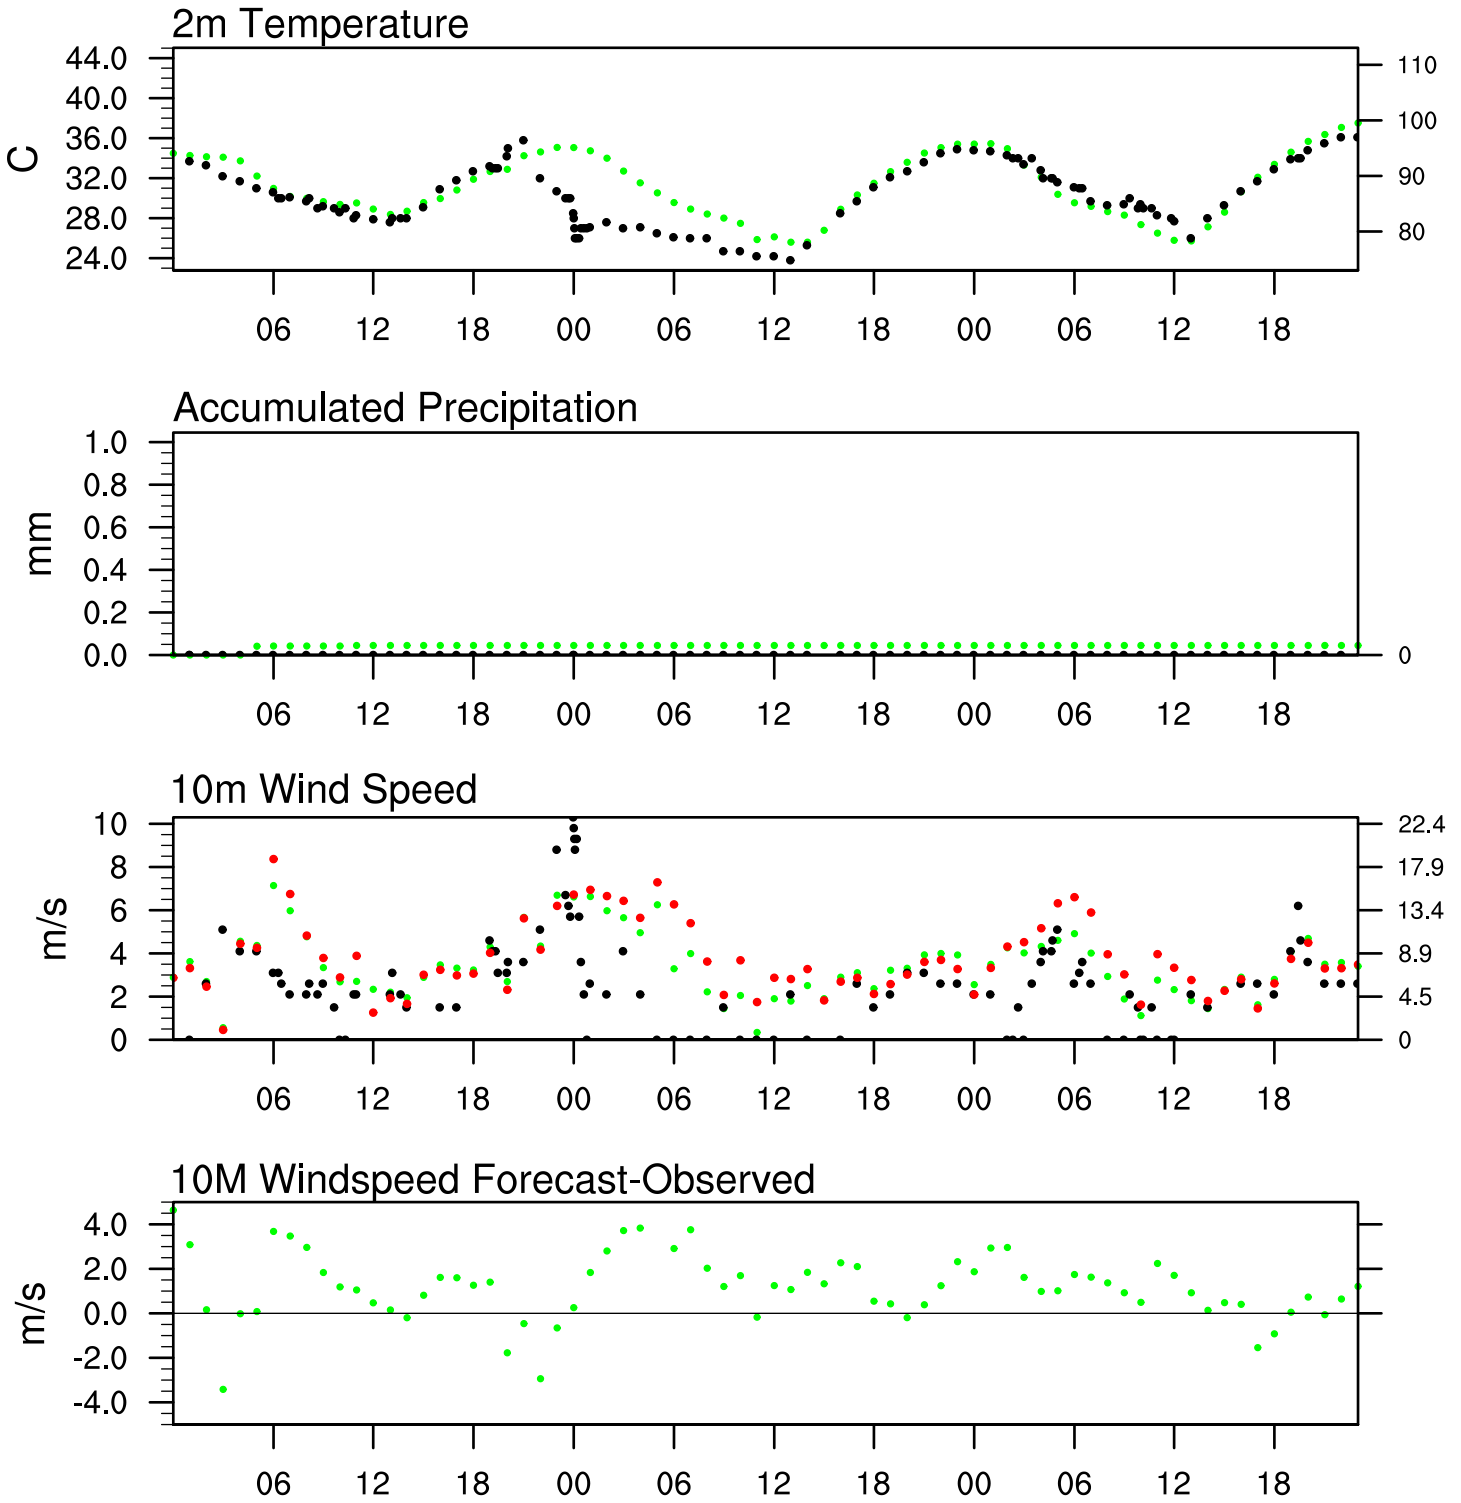 2m Temperature
C
44.0 110
40.0 100
36.0
32.0 90
28.0
24.0 80
06 12 18 00 06 12 18 00 06 12 18
Accumulated Precipitation
mm
1.0
0.8
0.6
0.4
0.2
0.0 0
06 12 18 00 06 12 18 00 06 12 18
10m Wind Speed
m/s
10 22.4
8 17.9
6 13.4
4 8.9
2 4.5
0 0
06 12 18 00 06 12 18 00 06 12 18
10M Windspeed Forecast-Observed
m/s
4.0
2.0
0.0
-2.0
-4.0
06 12 18 00 06 12 18 00 06 12 18